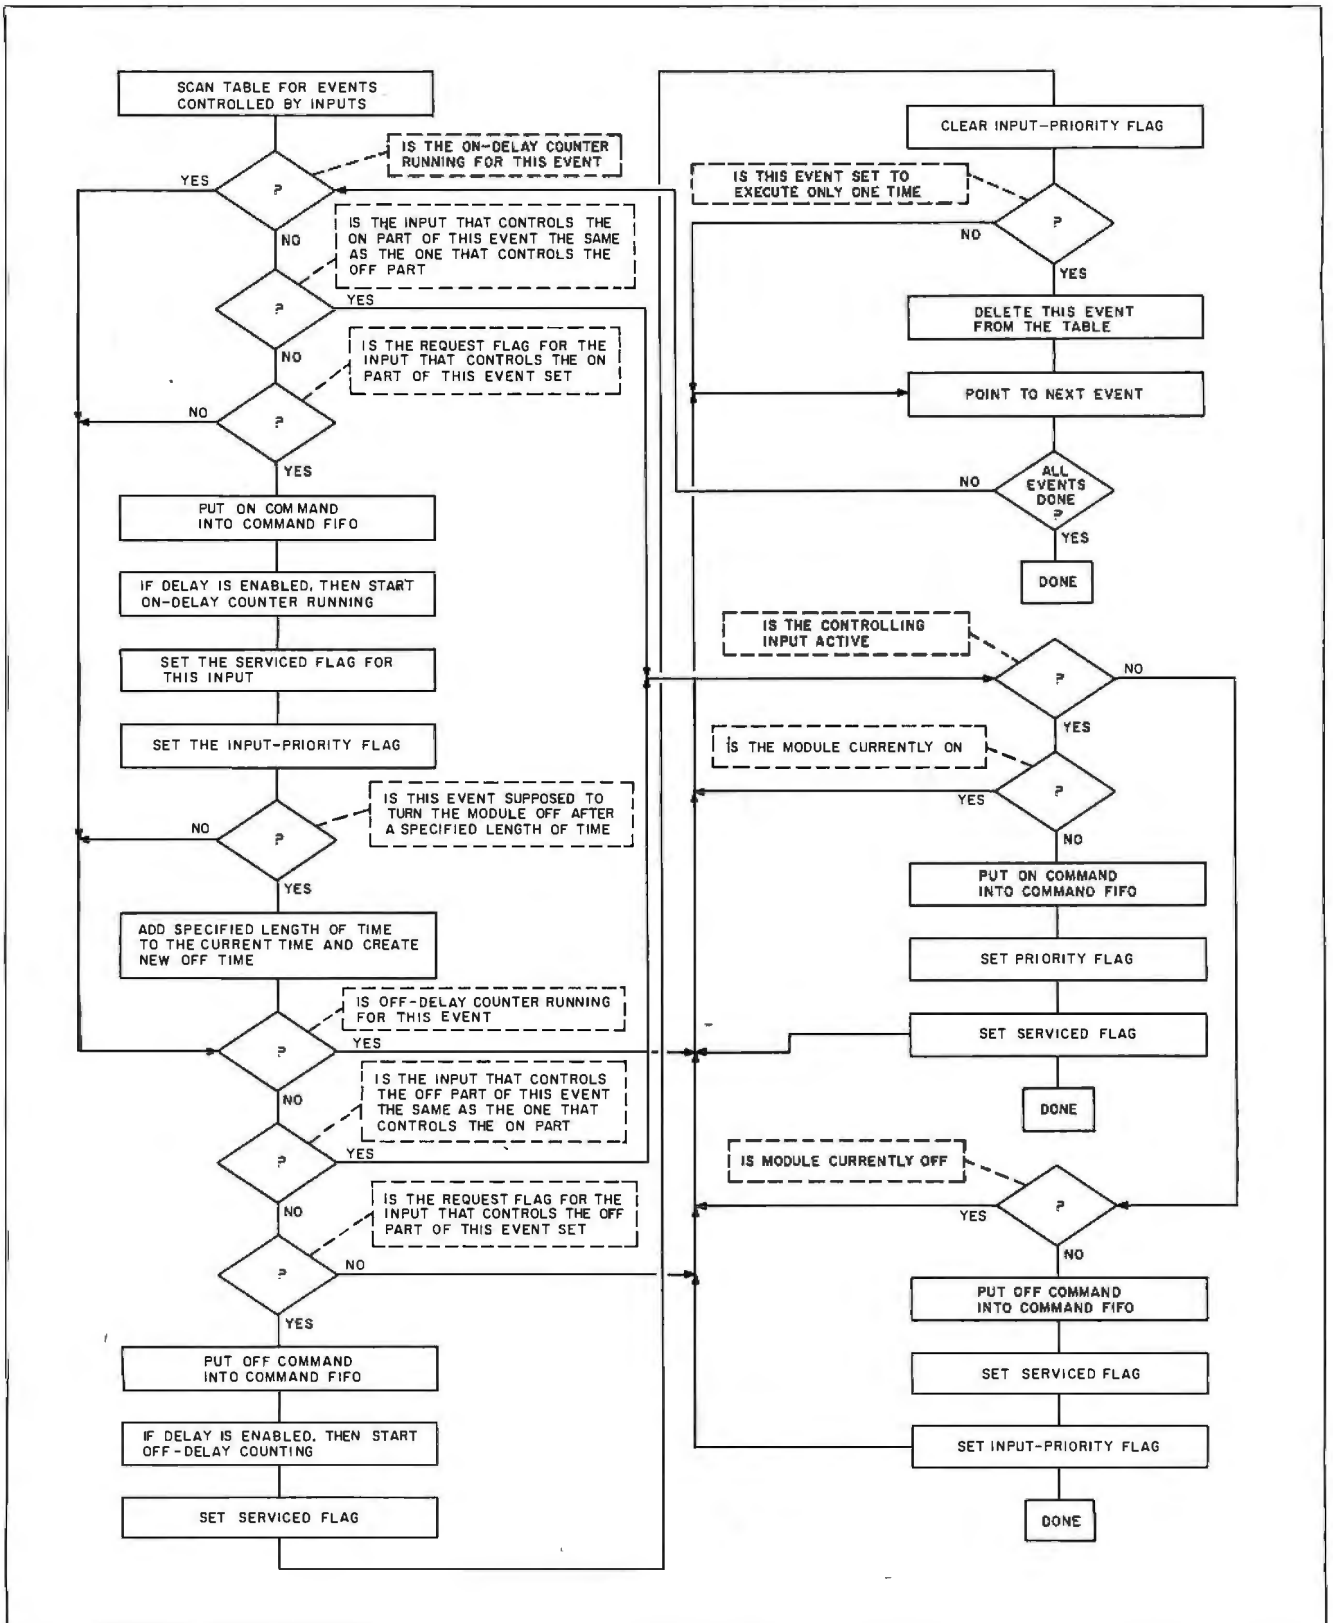 SCAN TABLE FOR EVENTS
CONTROLLED BY INPUTS
IS THE ON-DELAY COUNTER
RUNNING FOR THIS EVENT
YES
?
NO
IS THE INPUT THAT CONTROLS THE
ON PART OF THIS EVENT THE SAME
AS THE ONE THAT CONTROLS THE
OFF PART
?
YES
NO
IS THE REQUEST FLAG FOR THE
INPUT THAT CONTROLS THE ON
PART OF THIS EVENT SET
NO
?
YES
PUT ON COMMAND
INTO COMMAND FIFO
IF DELAY IS ENABLED, THEN START
ON-DELAY COUNTER RUNNING
SET THE SERVICED FLAG FOR
THIS INPUT
SET THE INPUT-PRIORITY FLAG
IS THIS EVENT SUPPOSED TO
TURN THE MODULE OFF AFTER
A SPECIFIED LENGTH OF TIME
NO
?
YES
ADD SPECIFIED LENGTH OF TIME
TO THE CURRENT TIME AND CREATE
NEW OFF TIME
IS OFF-DELAY COUNTER RUNNING
FOR THIS EVENT
?
YES
NO
IS THE INPUT THAT CONTROLS
THE OFF PART OF THIS EVENT
THE SAME AS THE ONE THAT
CONTROLS THE ON PART
?
YES
NO
IS THE REQUEST FLAG FOR THE
INPUT THAT CONTROLS THE OFF
PART OF THIS EVENT SET
?
NO
YES
PUT OFF COMMAND
INTO COMMAND FIFO
IF DELAY IS ENABLED, THEN START
OFF-DELAY COUNTING
SET SERVICED FLAG
CLEAR INPUT-PRIORITY FLAG
IS THIS EVENT SET TO
EXECUTE ONLY ONE TIME
NO
?
YES
DELETE THIS EVENT
FROM THE TABLE
POINT TO NEXT EVENT
NO
ALL
EVENTS
DONE
?
YES
DONE
IS THE CONTROLLING
INPUT ACTIVE
?
NO
YES
IS THE MODULE CURRENTLY ON
YES
?
NO
PUT ON COMMAND
INTO COMMAND FIFO
SET PRIORITY FLAG
SET SERVICED FLAG
DONE
IS MODULE CURRENTLY OFF
YES
?
NO
PUT OFF COMMAND
INTO COMMAND FIFO
SET SERVICED FLAG
SET INPUT-PRIORITY FLAG
DONE